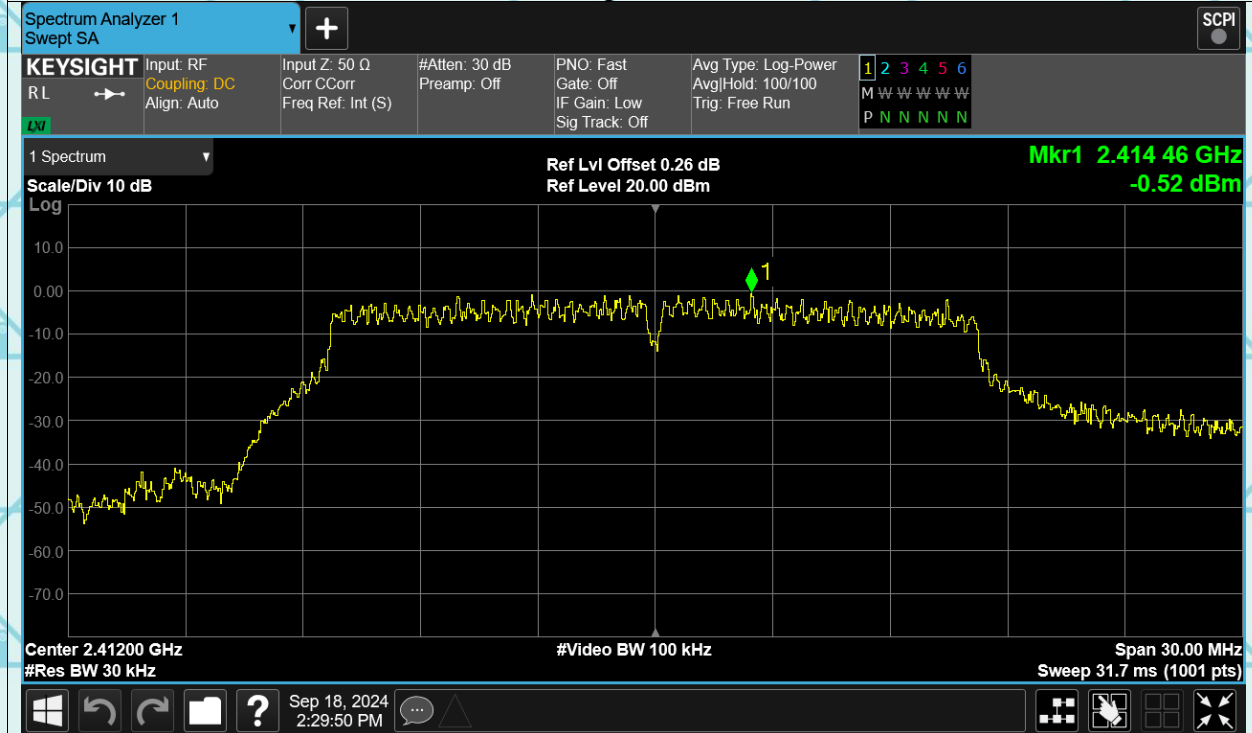 Spectrum Analyzer 1
Swept SA
SCPI
KEYSIGHT
R L
LXI
Input: RF
Coupling: DC
Align: Auto
Input Z: 50 Ω
Corr CCorr
Freq Ref: Int (S)
#Atten: 30 dB
Preamp: Off
PNO: Fast
Gate: Off
IF Gain: Low
Sig Track: Off
Avg Type: Log-Power
Avg|Hold: 100/100
Trig: Free Run
1 2 3 4 5 6
M W W W W W
P N N N N N
1 Spectrum
Scale/Div 10 dB
Log
Ref Lvl Offset 0.26 dB
Ref Level 20.00 dBm
Mkr1 2.414 46 GHz
-0.52 dBm
1
10.0
0.00
-10.0
-20.0
-30.0
-40.0
-50.0
-60.0
-70.0
Center 2.41200 GHz
#Res BW 30 kHz
#Video BW 100 kHz
Span 30.00 MHz
Sweep 31.7 ms (1001 pts)
?
Sep 18, 2024
2:29:50 PM